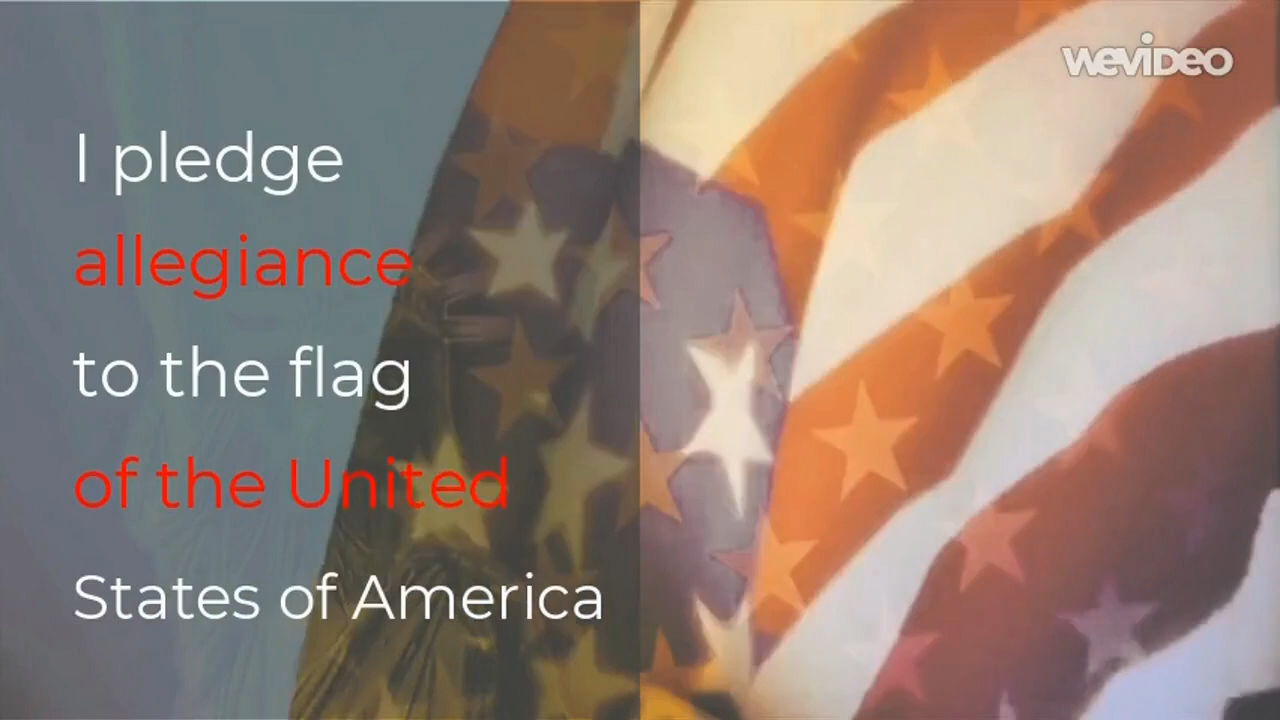 wevideo
I pledge
allegiance
to the flag
of the United
States of America